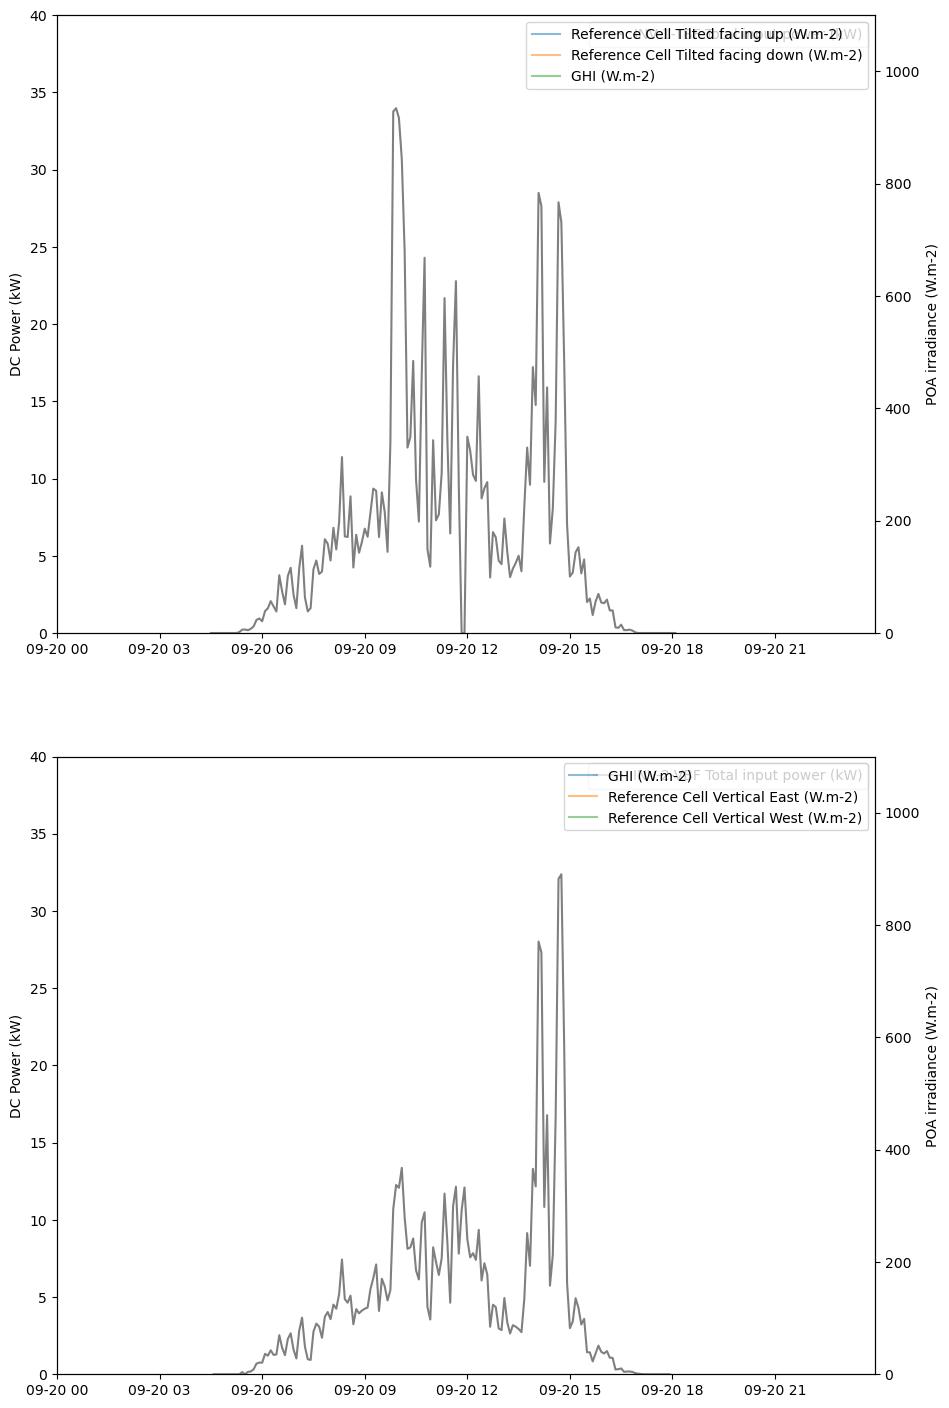 40
35
30
25
20
15
10
5
0
DC Power (kW)
Reference Cell Tilted facing up (W.m-2)
Reference Cell Tilted facing down (W.m-2)
GHI (W.m-2)
1000
800
600
400
200
0
POA irradiance (W.m-2)
09-20 00 09-20 03 09-20 06 09-20 09 09-20 12 09-20 15 09-20 18 09-20 21
40
35
30
25
20
15
10
5
0
DC Power (kW)
Total input power (kW)
GHI (W.m-2)
Reference Cell Vertical East (W.m-2)
Reference Cell Vertical West (W.m-2)
1000
800
600
400
200
0
POA irradiance (W.m-2)
09-20 00 09-20 03 09-20 06 09-20 09 09-20 12 09-20 15 09-20 18 09-20 21